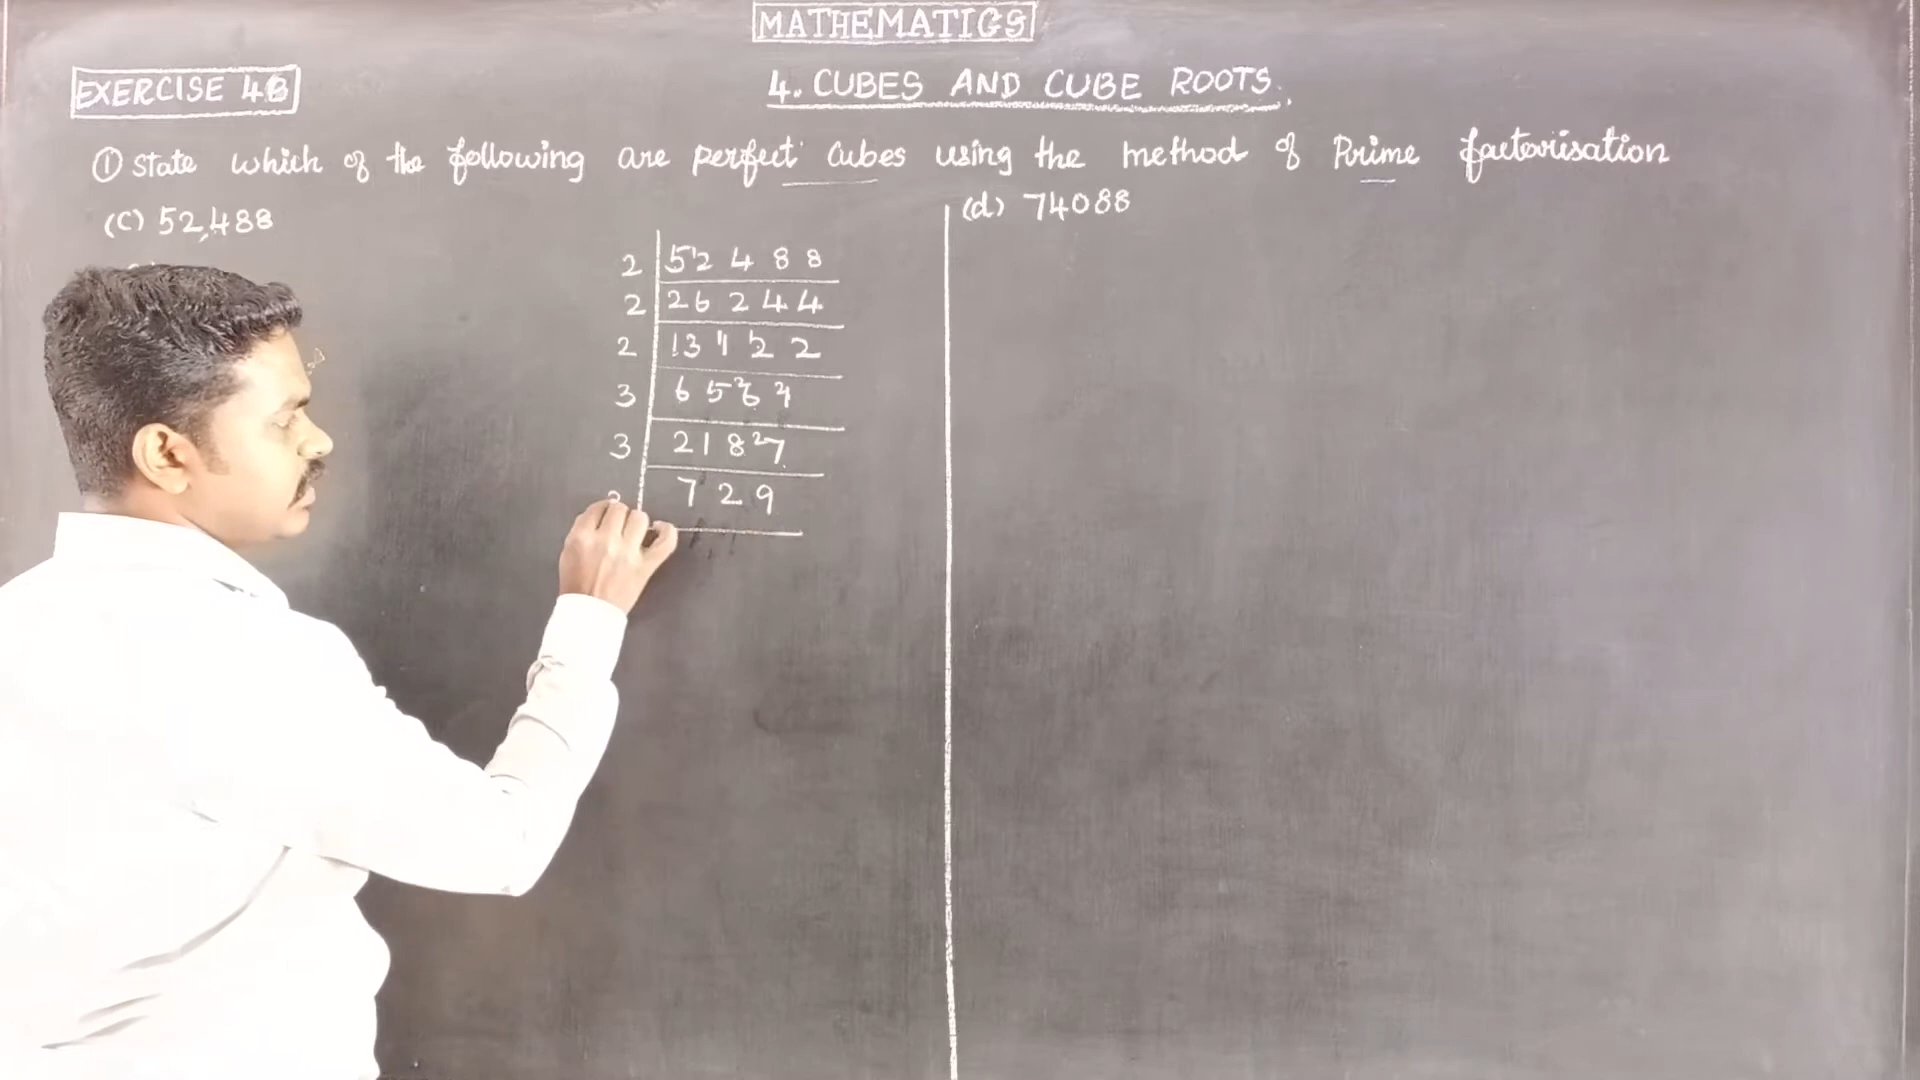 MATHEMATICS
EXERCISE 4B
4. CUBES AND CUBE ROOTS.
① State which of the following are perfect cubes using the method of Prime factorisation
(C) 52,488
2 52488
2 26244
2 13122
3 6561
3 2187
729
(d) 74088